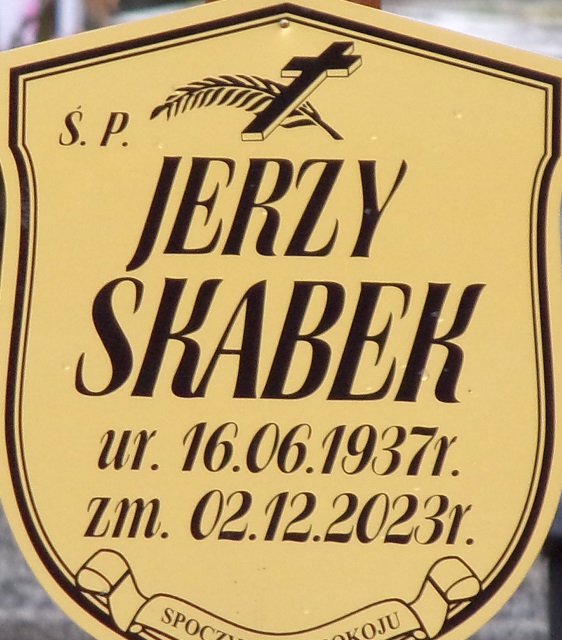 Ś. P.
JERZY
SKABEK
ur. 16.06.1937r.
zm. 02.12.2023r.